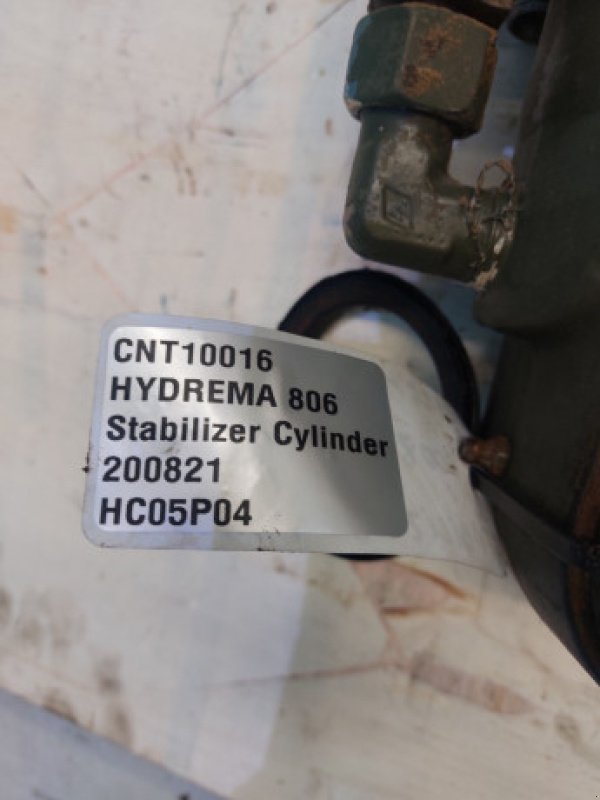 CNT10016
HYDREMA 806
Stabilizer Cylinder
200821
HC05P04